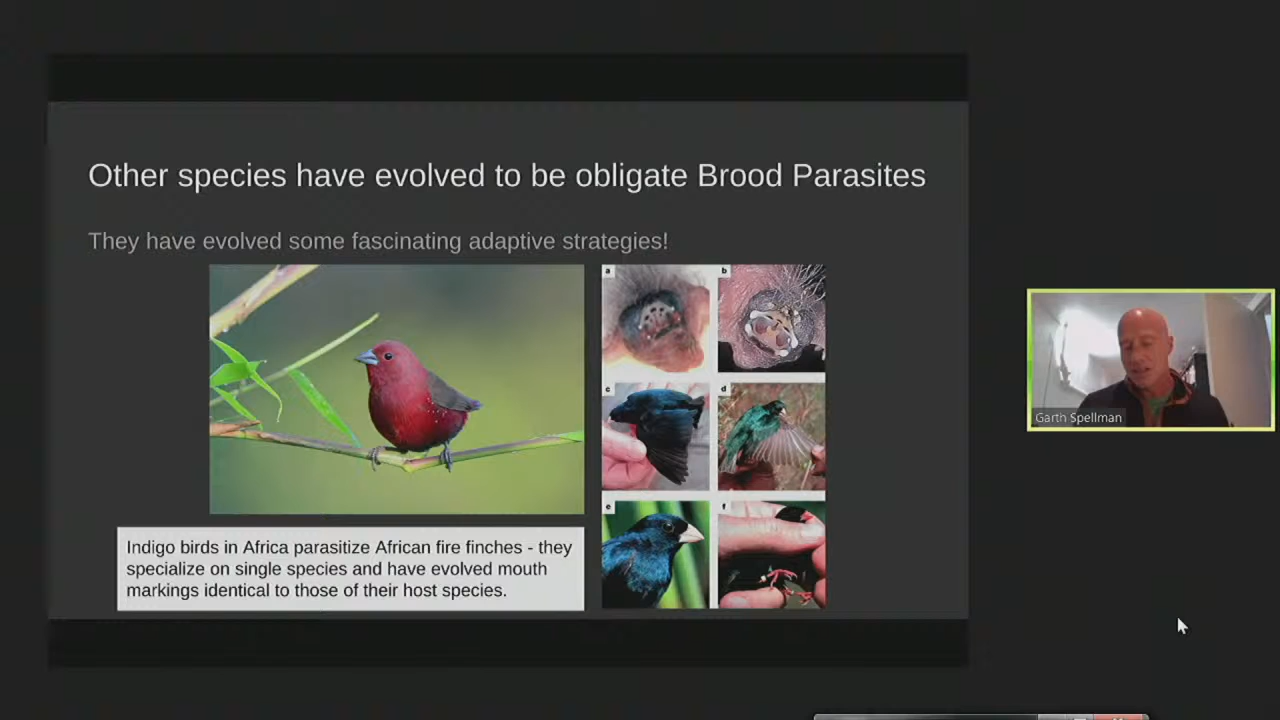 Other species have evolved to be obligate Brood Parasites
They have evolved some fascinating adaptive strategies!
a
b
c
d
e
f
Indigo birds in Africa parasitize African fire finches - they
specialize on single species and have evolved mouth
markings identical to those of their host species.
Garth Spellman